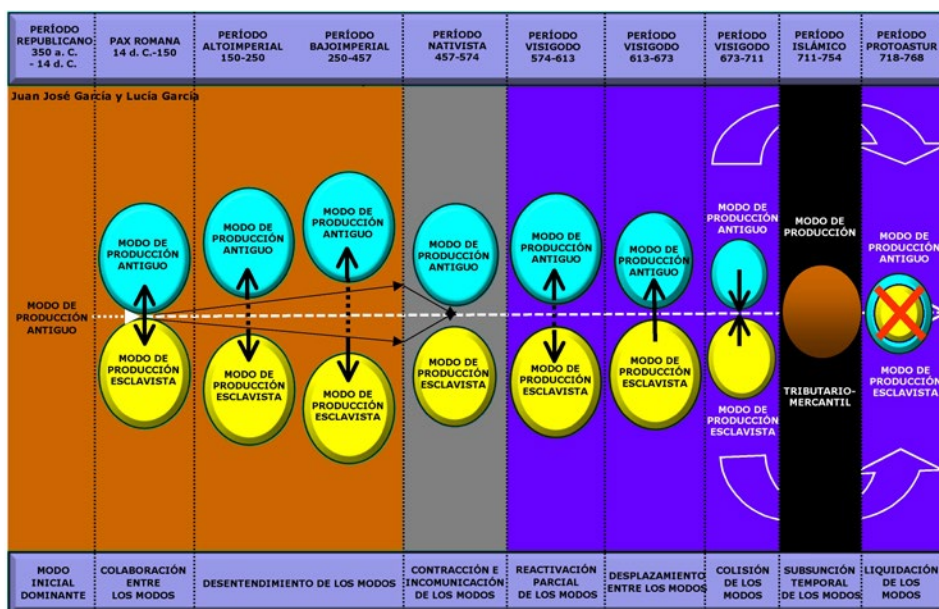 PERÍODO
REPUBLICANO
350 a. C.
- 14 d. C.
PAX ROMANA
14 d. C.-150
PERÍODO
ALTOIMPERIAL
150-250
PERÍODO
BAJOIMPERIAL
250-457
PERÍODO
NATIVISTA
457-574
PERÍODO
VISIGODO
574-613
PERÍODO
VISIGODO
613-673
PERÍODO
VISIGODO
673-711
PERÍODO
ISLÁMICO
711-754
PERÍODO
PROTOASTUR
718-768
Juan José García y Lucía García
MODO DE
PRODUCCIÓN
ANTIGUO
MODO DE
PRODUCCIÓN
ANTIGUO
MODO DE
PRODUCCIÓN
ESCLAVISTA
MODO DE
PRODUCCIÓN
ANTIGUO
MODO DE
PRODUCCIÓN
ESCLAVISTA
MODO DE
PRODUCCIÓN
ANTIGUO
MODO DE
PRODUCCIÓN
ESCLAVISTA
MODO DE
PRODUCCIÓN
ANTIGUO
MODO DE
PRODUCCIÓN
ESCLAVISTA
MODO DE
PRODUCCIÓN
ANTIGUO
MODO DE
PRODUCCIÓN
ESCLAVISTA
MODO DE
PRODUCCIÓN
ANTIGUO
MODO DE
PRODUCCIÓN
ESCLAVISTA
MODO DE
PRODUCCIÓN
ANTIGUO
MODO DE
PRODUCCIÓN
ESCLAVISTA
MODO DE
PRODUCCIÓN
TRIBUTARIO-
MERCANTIL
MODO DE
PRODUCCIÓN
ANTIGUO
MODO DE
PRODUCCIÓN
ESCLAVISTA
MODO
INICIAL
DOMINANTE
COLABORACIÓN
ENTRE
LOS MODOS
DESENTENDIMIENTO DE LOS MODOS
CONTRACCIÓN E
INCOMUNICACIÓN
DE LOS MODOS
REACTIVACIÓN
PARCIAL
DE LOS MODOS
DESPLAZAMIENTO
ENTRE LOS MODOS
COLISIÓN
DE LOS
MODOS
SUBSUNCIÓN
TEMPORAL
DE LOS MODOS
LIQUIDACIÓN
DE LOS
MODOS